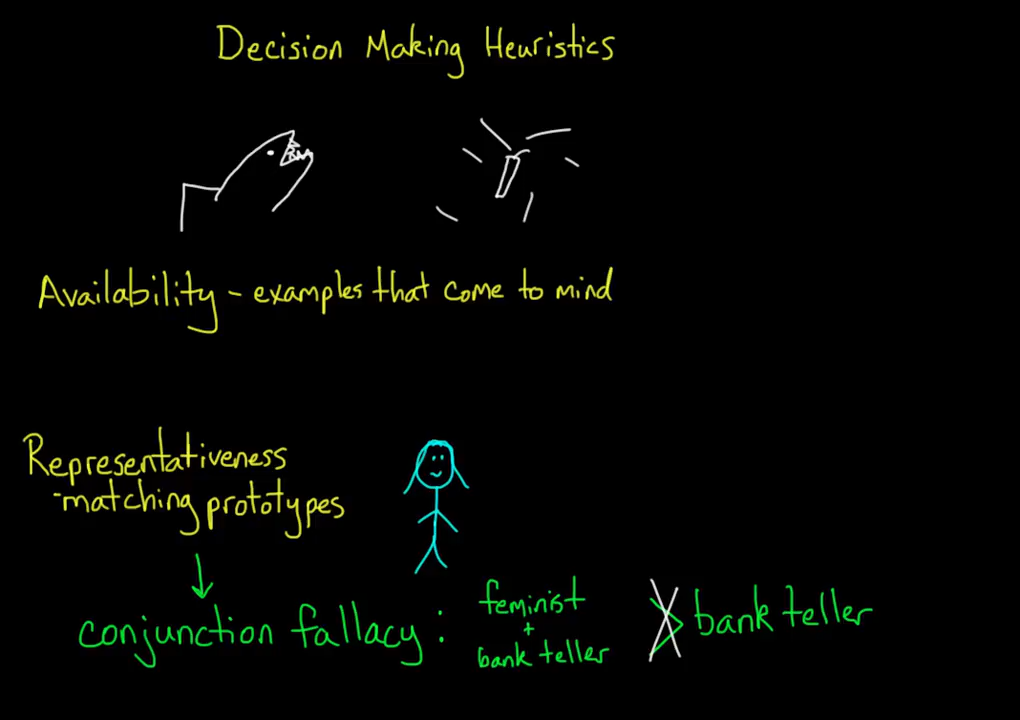 Decision Making Heuristics
Availability - examples that come to mind
Representativeness
-matching prototypes
conjunction fallacy : feminist + bank teller > bank teller